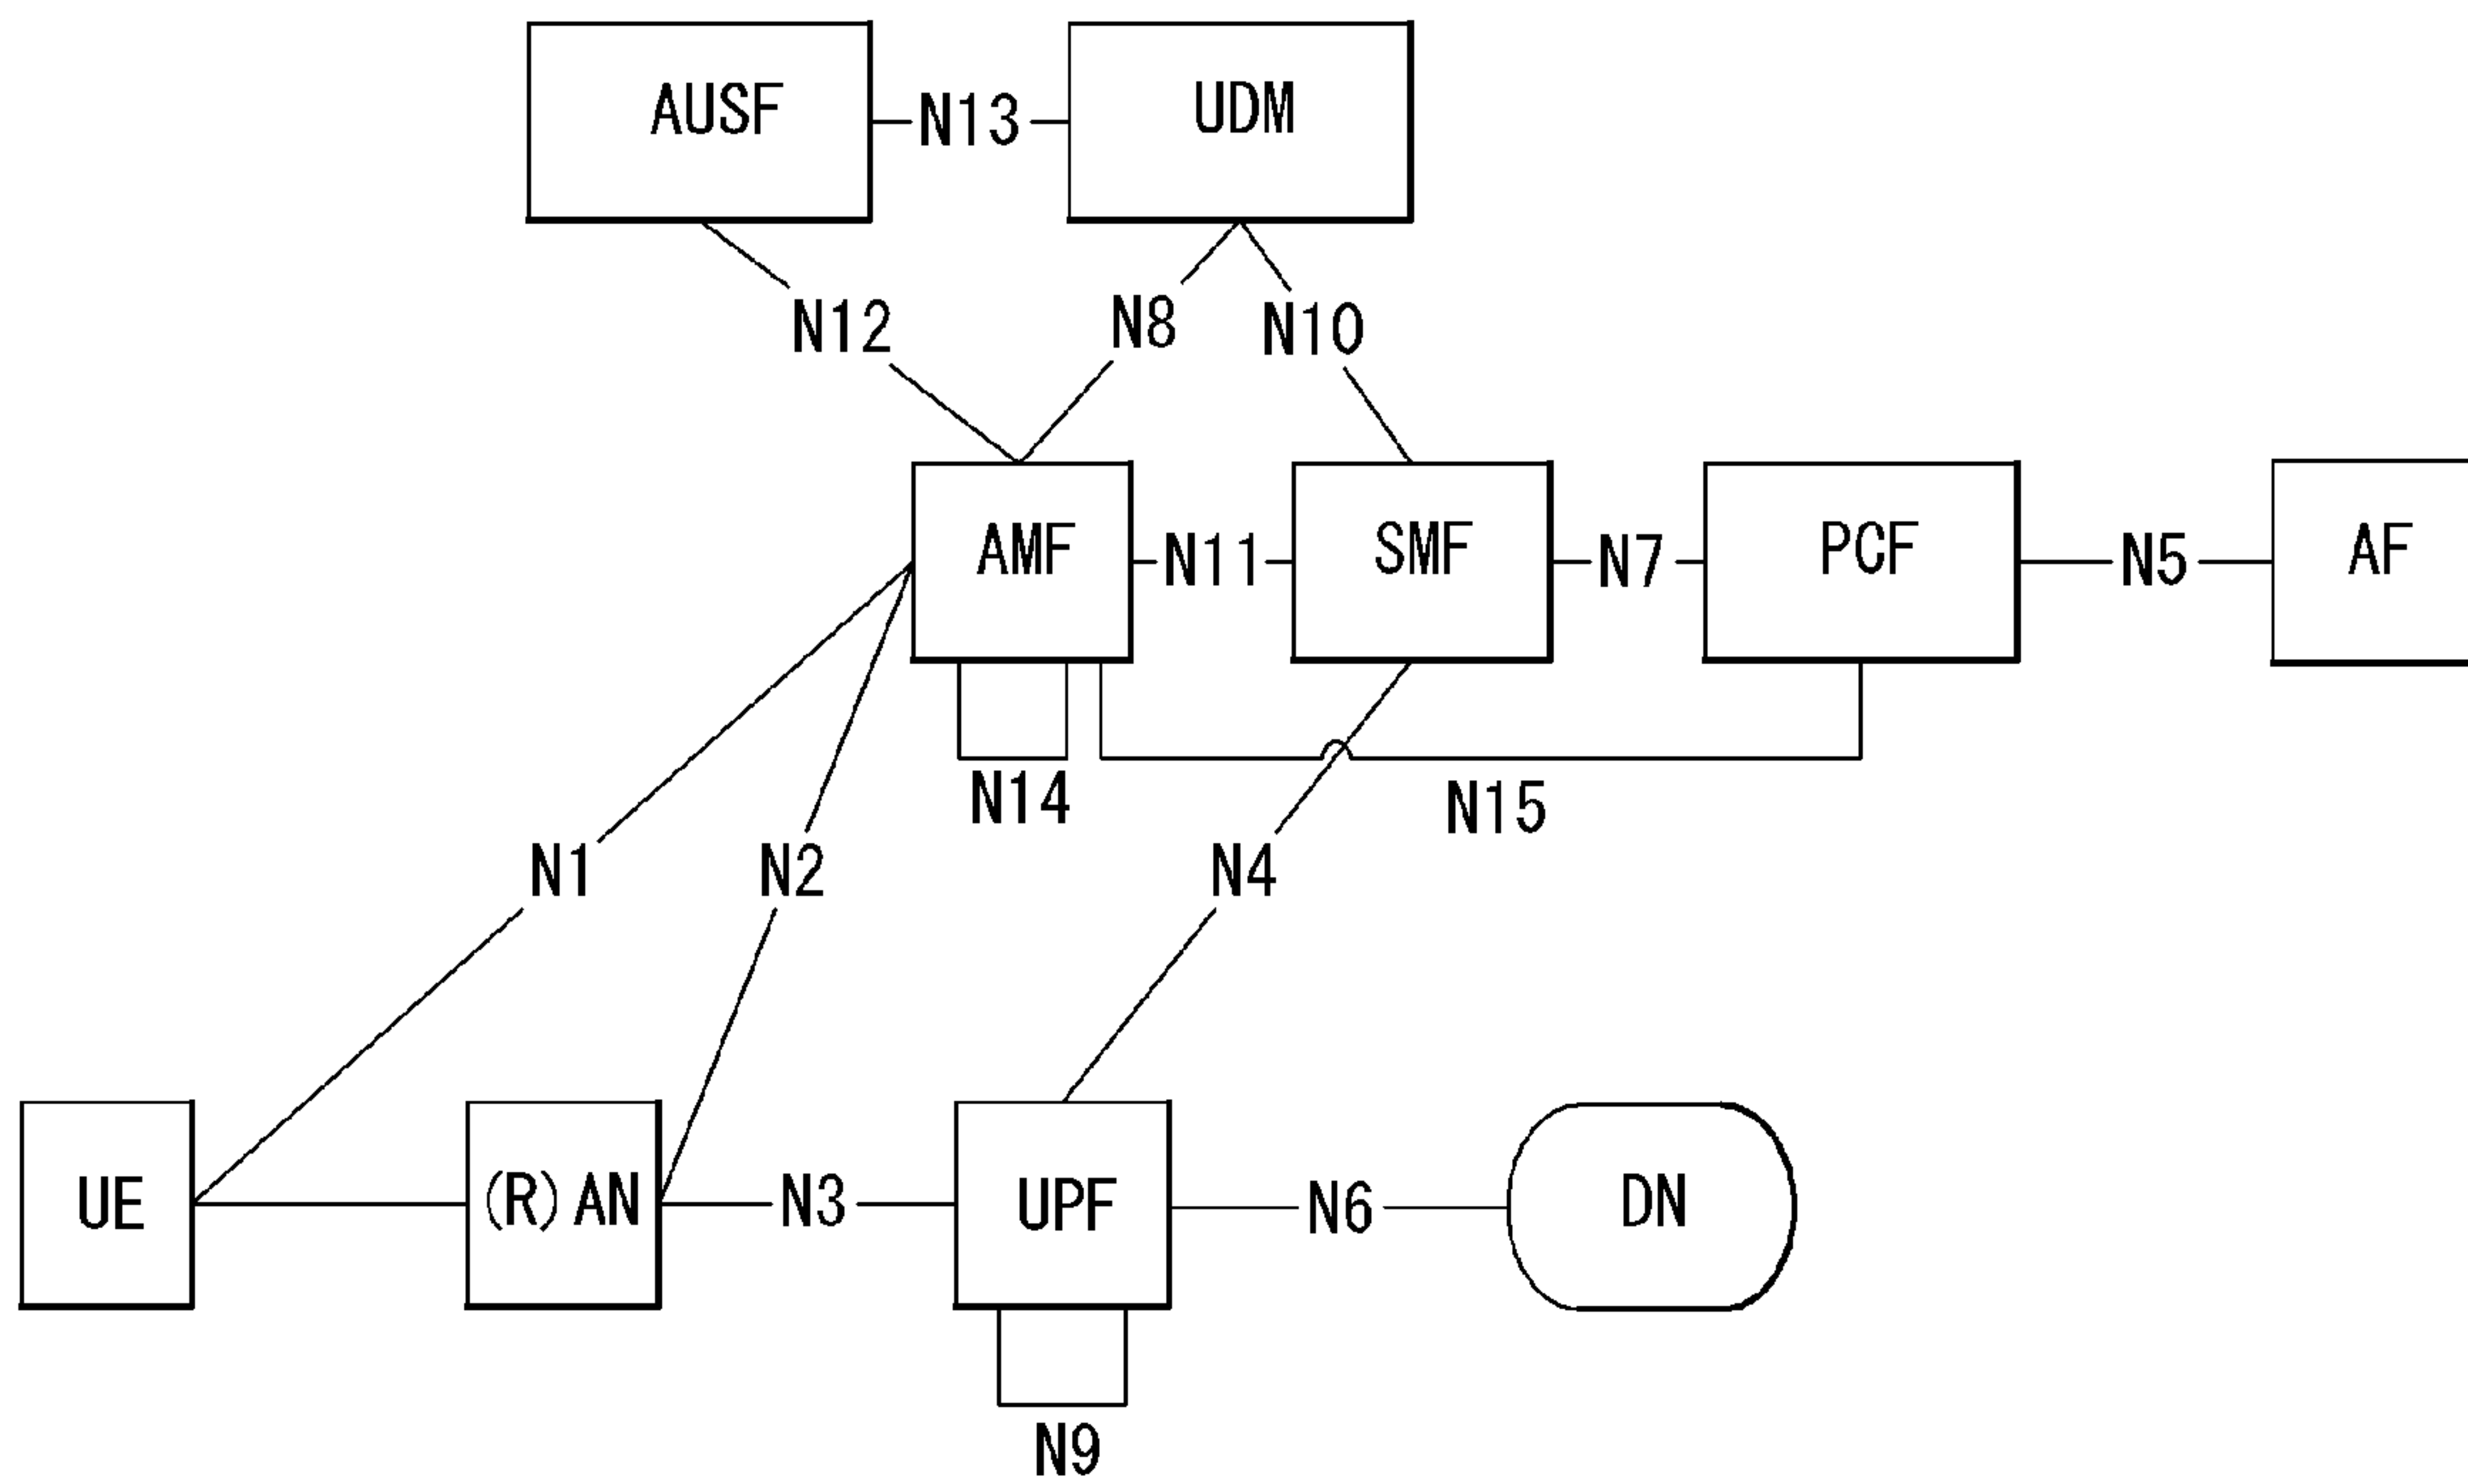 AUSF
N13
UDM
N12
N8
N10
AMF
N11
SMF
N7
PCF
N5
AF
N14
N15
N1
N2
N4
UE
(R)AN
N3
UPF
N6
DN
N9